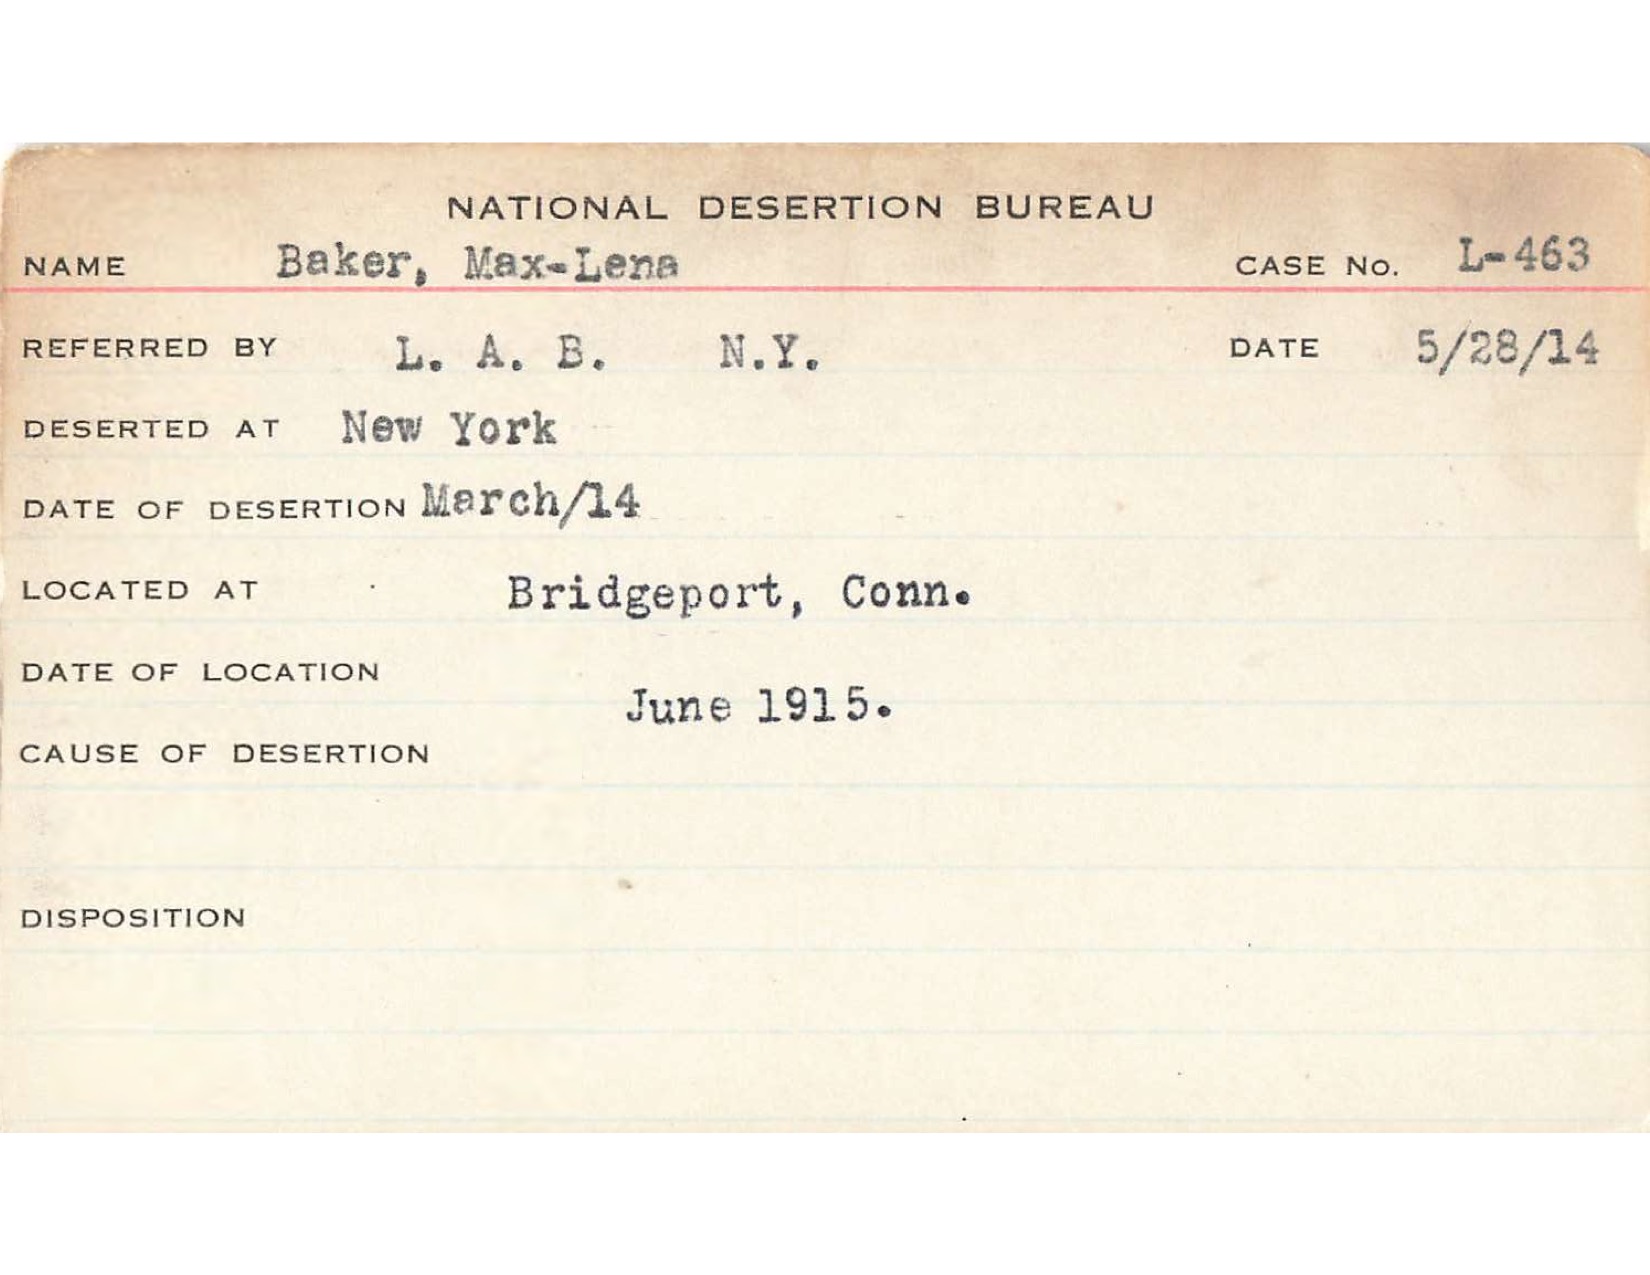 NATIONAL DESERTION BUREAU
NAME Baker, Max-Lena CASE No. L-463
REFERRED BY L. A. B. N.Y. DATE 5/28/14
DESERTED AT New York
DATE OF DESERTION March/14
LOCATED AT Bridgeport, Conn.
DATE OF LOCATION
June 1915.
CAUSE OF DESERTION
DISPOSITION